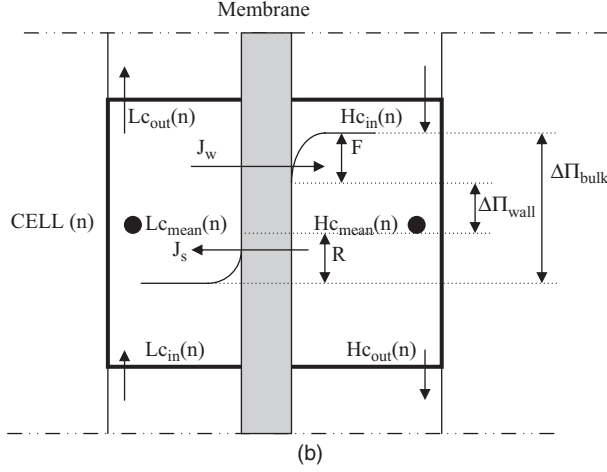 Membrane
Lc_out(n) Hc_in(n)
J_w F
ΔΠ_bulk
ΔΠ_wall
CELL (n) Lc_mean(n) Hc_mean(n)
J_s R
Lc_in(n) Hc_out(n)
(b)